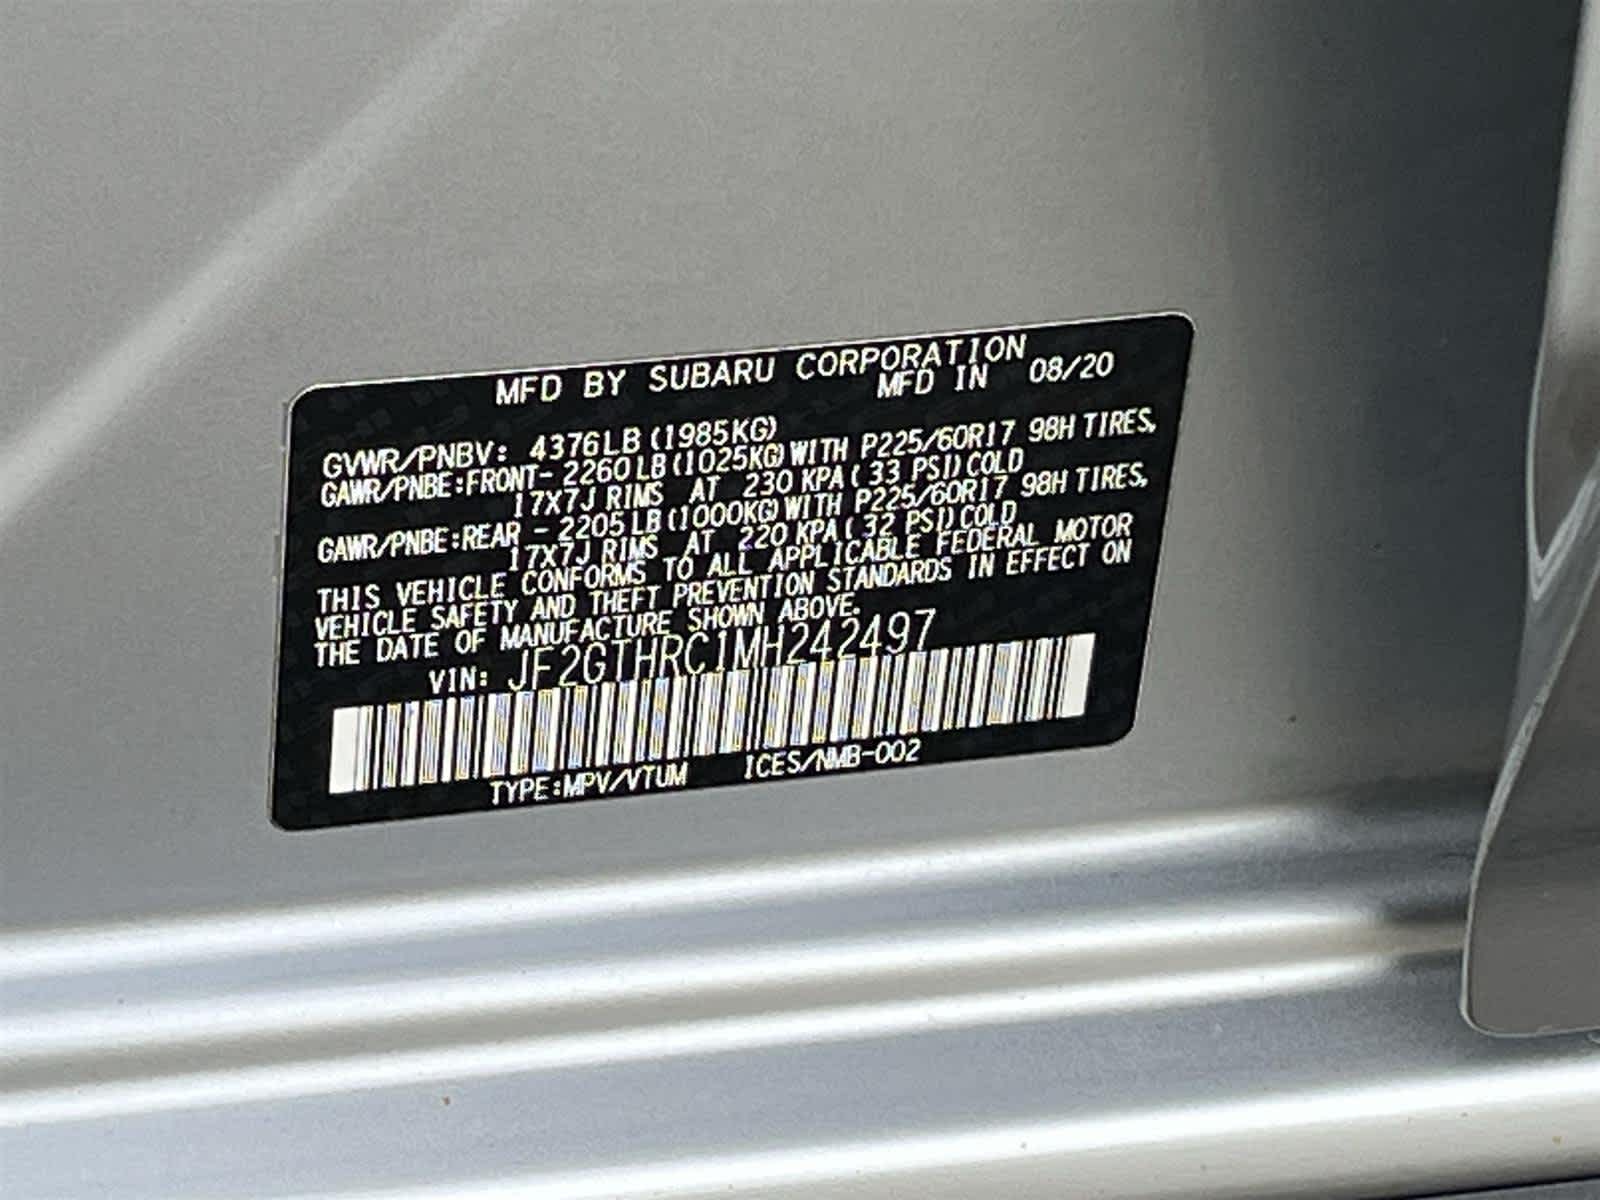 MFD BY SUBARU CORPORATION
MFD IN 08/20
GVWR/PNBV: 4376LB(1985KG)
GAWR/PNBE:FRONT- 2260LB(1025KG)WITH P225/60R17 98H TIRES,
17X7J RIMS AT 230 KPA( 33 PSI)COLD
GAWR/PNBE:REAR - 2205LB(1000KG)WITH P225/60R17 98H TIRES,
17X7J RIMS AT 220 KPA( 32 PSI)COLD
THIS VEHICLE CONFORMS TO ALL APPLICABLE FEDERAL MOTOR
VEHICLE SAFETY AND THEFT PREVENTION STANDARDS IN EFFECT ON
THE DATE OF MANUFACTURE SHOWN ABOVE.
VIN: JF2GTHRC1MH242497
TYPE:MPV/VTUM ICES/NMB-002